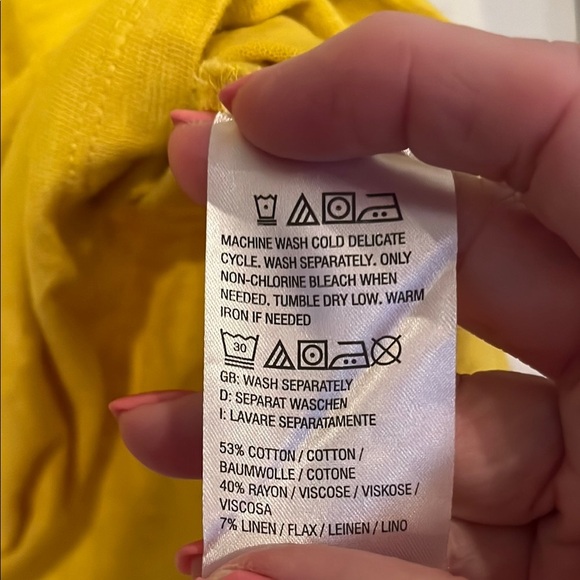 MACHINE WASH COLD DELICATE
CYCLE. WASH SEPARATELY. ONLY
NON-CHLORINE BLEACH WHEN
NEEDED. TUMBLE DRY LOW. WARM
IRON IF NEEDED
30
GB: WASH SEPARATELY
D: SEPARAT WASCHEN
I: LAVARE SEPARATAMENTE
53% COTTON / COTTON /
BAUMWOLLE / COTONE
40% RAYON / VISCOSE / VISKOSE /
VISCOSA
7% LINEN / FLAX / LEINEN / LINO